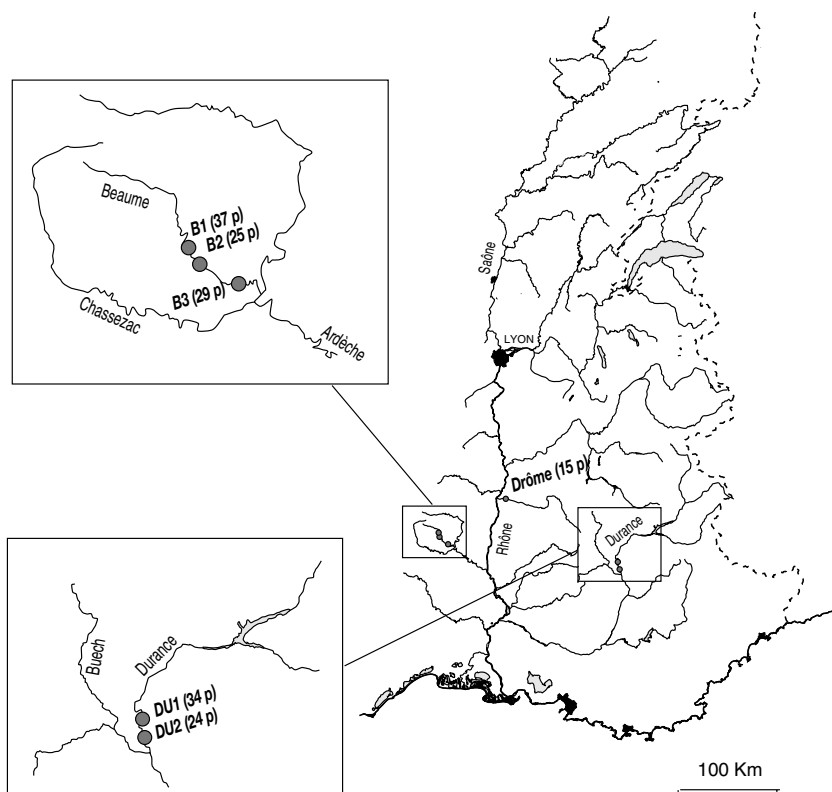 Beaume
B1 (37 p)
B2 (25 p)
B3 (29 p)
Chassezac
Ardèche
Saône
LYON
Drôme (15 p)
Rhône
Durance
Buech
Durance
DU1 (34 p)
DU2 (24 p)
100 Km